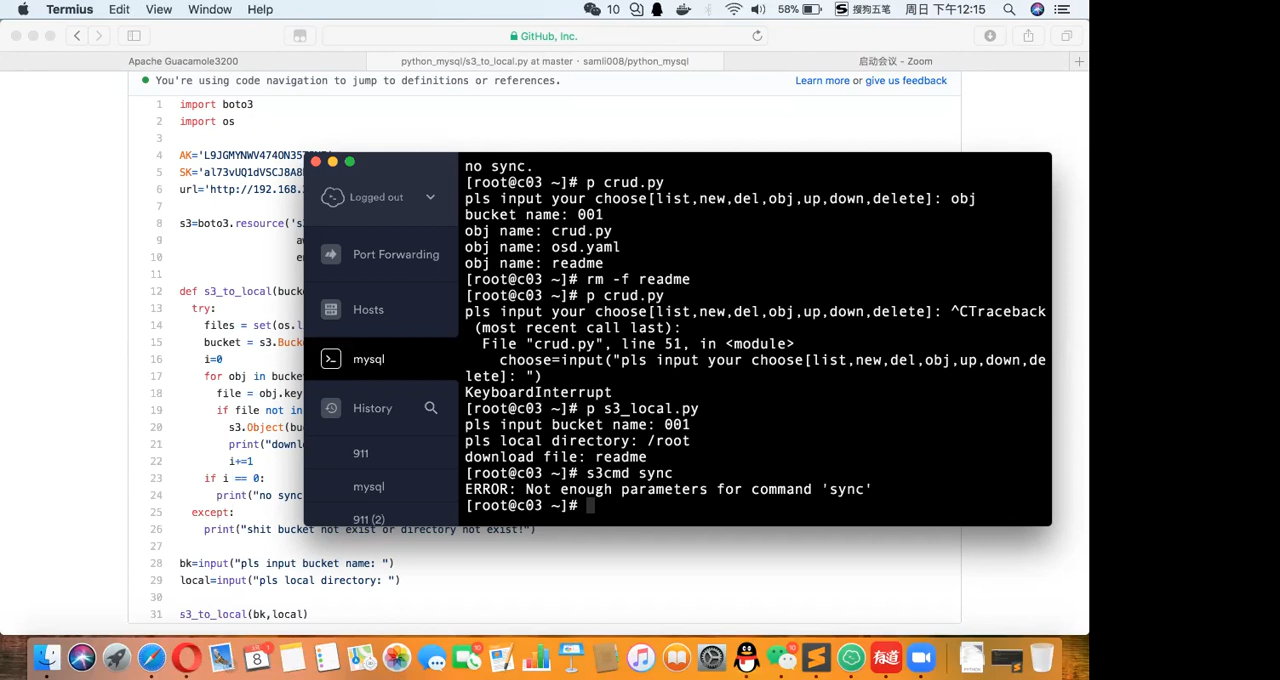 Termius Edit View Window Help 10 58% 搜狗五笔 周日 下午12:15
GitHub, Inc.
Apache Guacamole3200 python_mysql/s3_to_local.py at master · samli008/python_mysql 启动会议 - Zoom
You're using code navigation to jump to definitions or references. Learn more or give us feedback
1 import boto3
2 import os
3
4 AK='L9JGMYNWV474ON357
5 SK='al73vUQ1dVSCJ8A8
6 url='http://192.168.
7
8 s3=boto3.resource('s
9 a
10 e
11
12 def s3_to_local(buck
13 try:
14 files = set(os.l
15 bucket = s3.Buck
16 i=0
17 for obj in bucke
18 file = obj.key
19 if file not in
20 s3.Object(bu
21 print("downl
22 i+=1
23 if i == 0:
24 print("no sync
25 except:
26 print("shit bucket not exist or directory not exist!")
27
28 bk=input("pls input bucket name: ")
29 local=input("pls local directory: ")
30
31 s3_to_local(bk,local)
Logged out
Port Forwarding
Hosts
mysql
History
911
mysql
911 (2)
no sync.
[root@c03 ~]# p crud.py
pls input your choose[list,new,del,obj,up,down,delete]: obj
bucket name: 001
obj name: crud.py
obj name: osd.yaml
obj name: readme
[root@c03 ~]# rm -f readme
[root@c03 ~]# p crud.py
pls input your choose[list,new,del,obj,up,down,delete]: ^CTraceback
(most recent call last):
File "crud.py", line 51, in <module>
choose=input("pls input your choose[list,new,del,obj,up,down,de
lete]: ")
KeyboardInterrupt
[root@c03 ~]# p s3_local.py
pls input bucket name: 001
pls local directory: /root
download file: readme
[root@c03 ~]# s3cmd sync
ERROR: Not enough parameters for command 'sync'
[root@c03 ~]#
8
有道